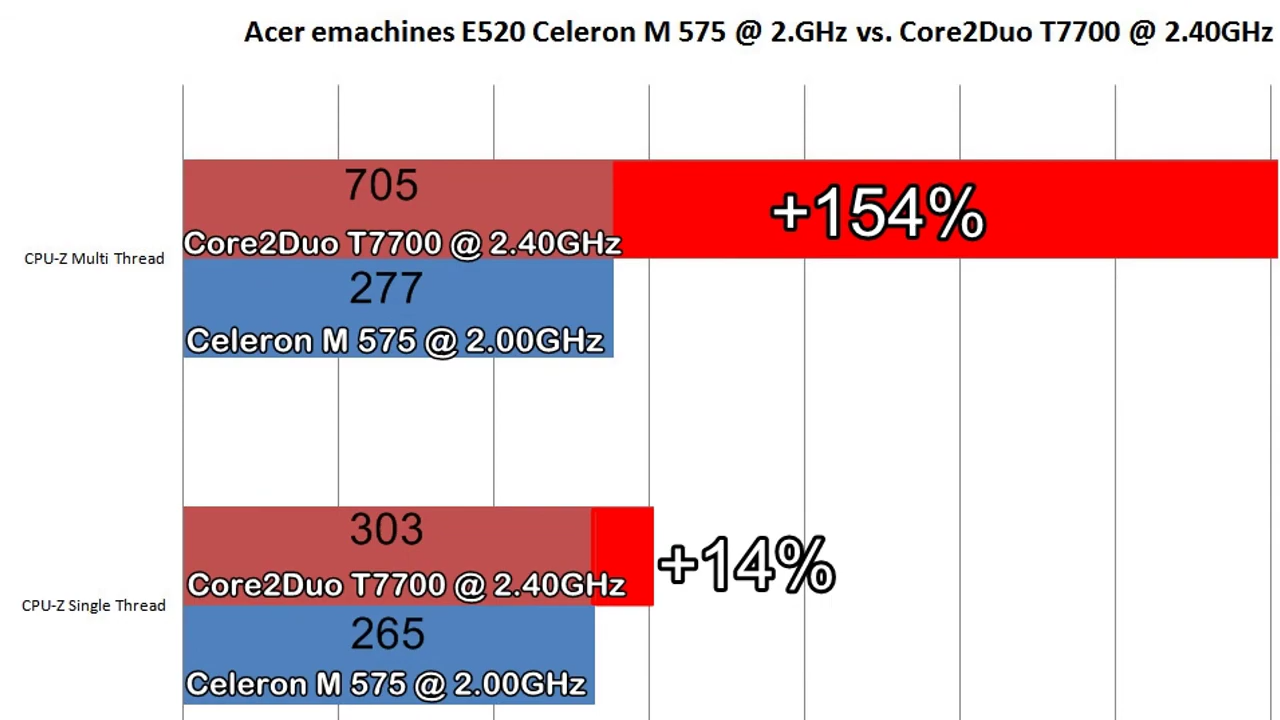 Acer emachines E520 Celeron M 575 @ 2.GHz vs. Core2Duo T7700 @ 2.40GHz
705
+154%
Core2Duo T7700 @ 2.40GHz
CPU-Z Multi Thread
277
Celeron M 575 @ 2.00GHz
303
+14%
Core2Duo T7700 @ 2.40GHz
CPU-Z Single Thread
265
Celeron M 575 @ 2.00GHz